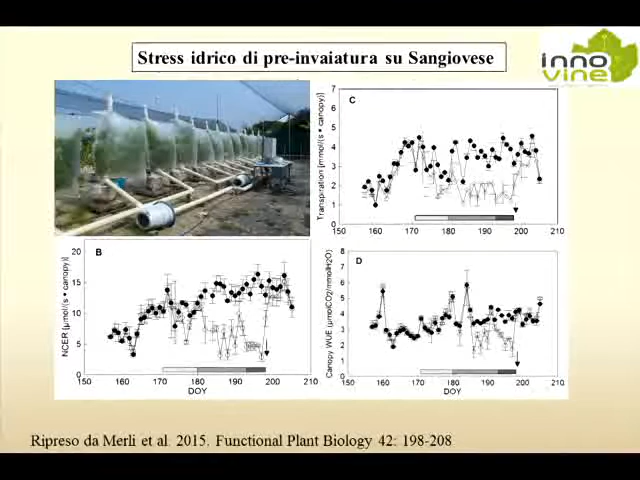 Stress idrico di pre-invaiatura su Sangiovese
inno
vine
C
Transpiration [mmol/(s • canopy)]
7
6
5
4
3
2
1
0
150 160 170 180 190 200 210
B
NCER [µmol/(s • canopy)]
20
15
10
5
0
150 160 170 180 190 200 210
DOY
D
Canopy WUE (µmolCO2/mmolH2O)
8
7
6
5
4
3
2
1
0
150 160 170 180 190 200 210
DOY
Ripreso da Merli et al. 2015. Functional Plant Biology 42: 198-208